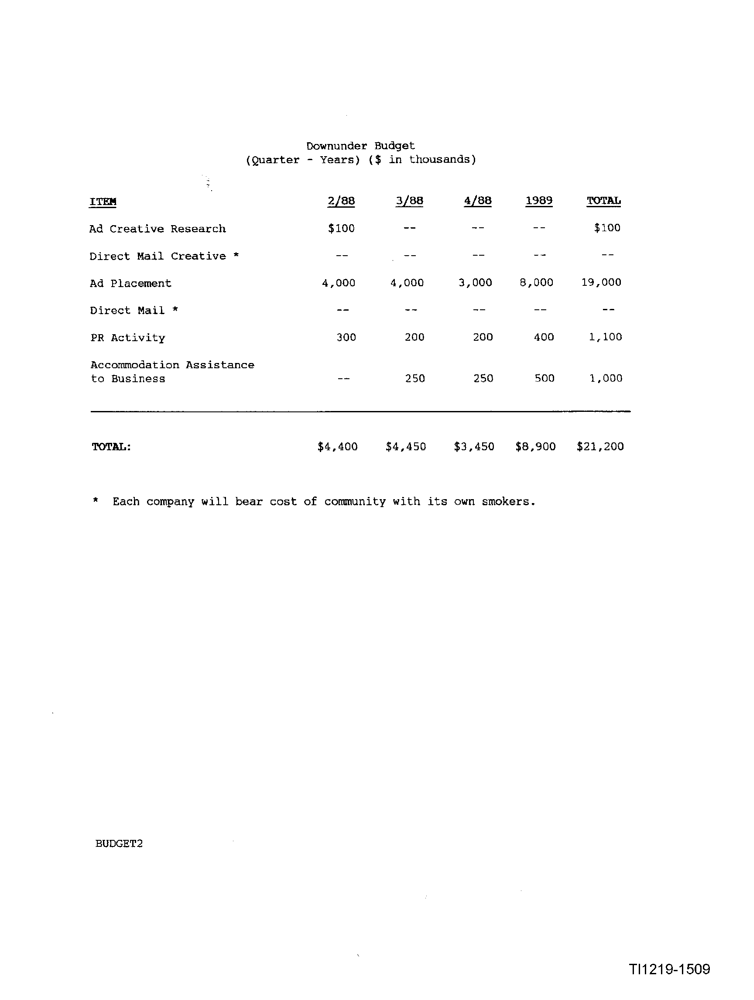 Downunder Budget
(Quarter - Years) ($ in thousands)
ITEM 2/88 3/88 4/88 1989 TOTAL
Ad Creative Research $100 -- -- -- $100
Direct Mail Creative * -- -- -- -- --
Ad Placement 4,000 4,000 3,000 8,000 19,000
Direct Mail * -- -- -- -- --
PR Activity 300 200 200 400 1,100
Accommodation Assistance
to Business -- 250 250 500 1,000
TOTAL: $4,400 $4,450 $3,450 $8,900 $21,200
* Each company will bear cost of community with its own smokers.
BUDGET2
TI1219-1509